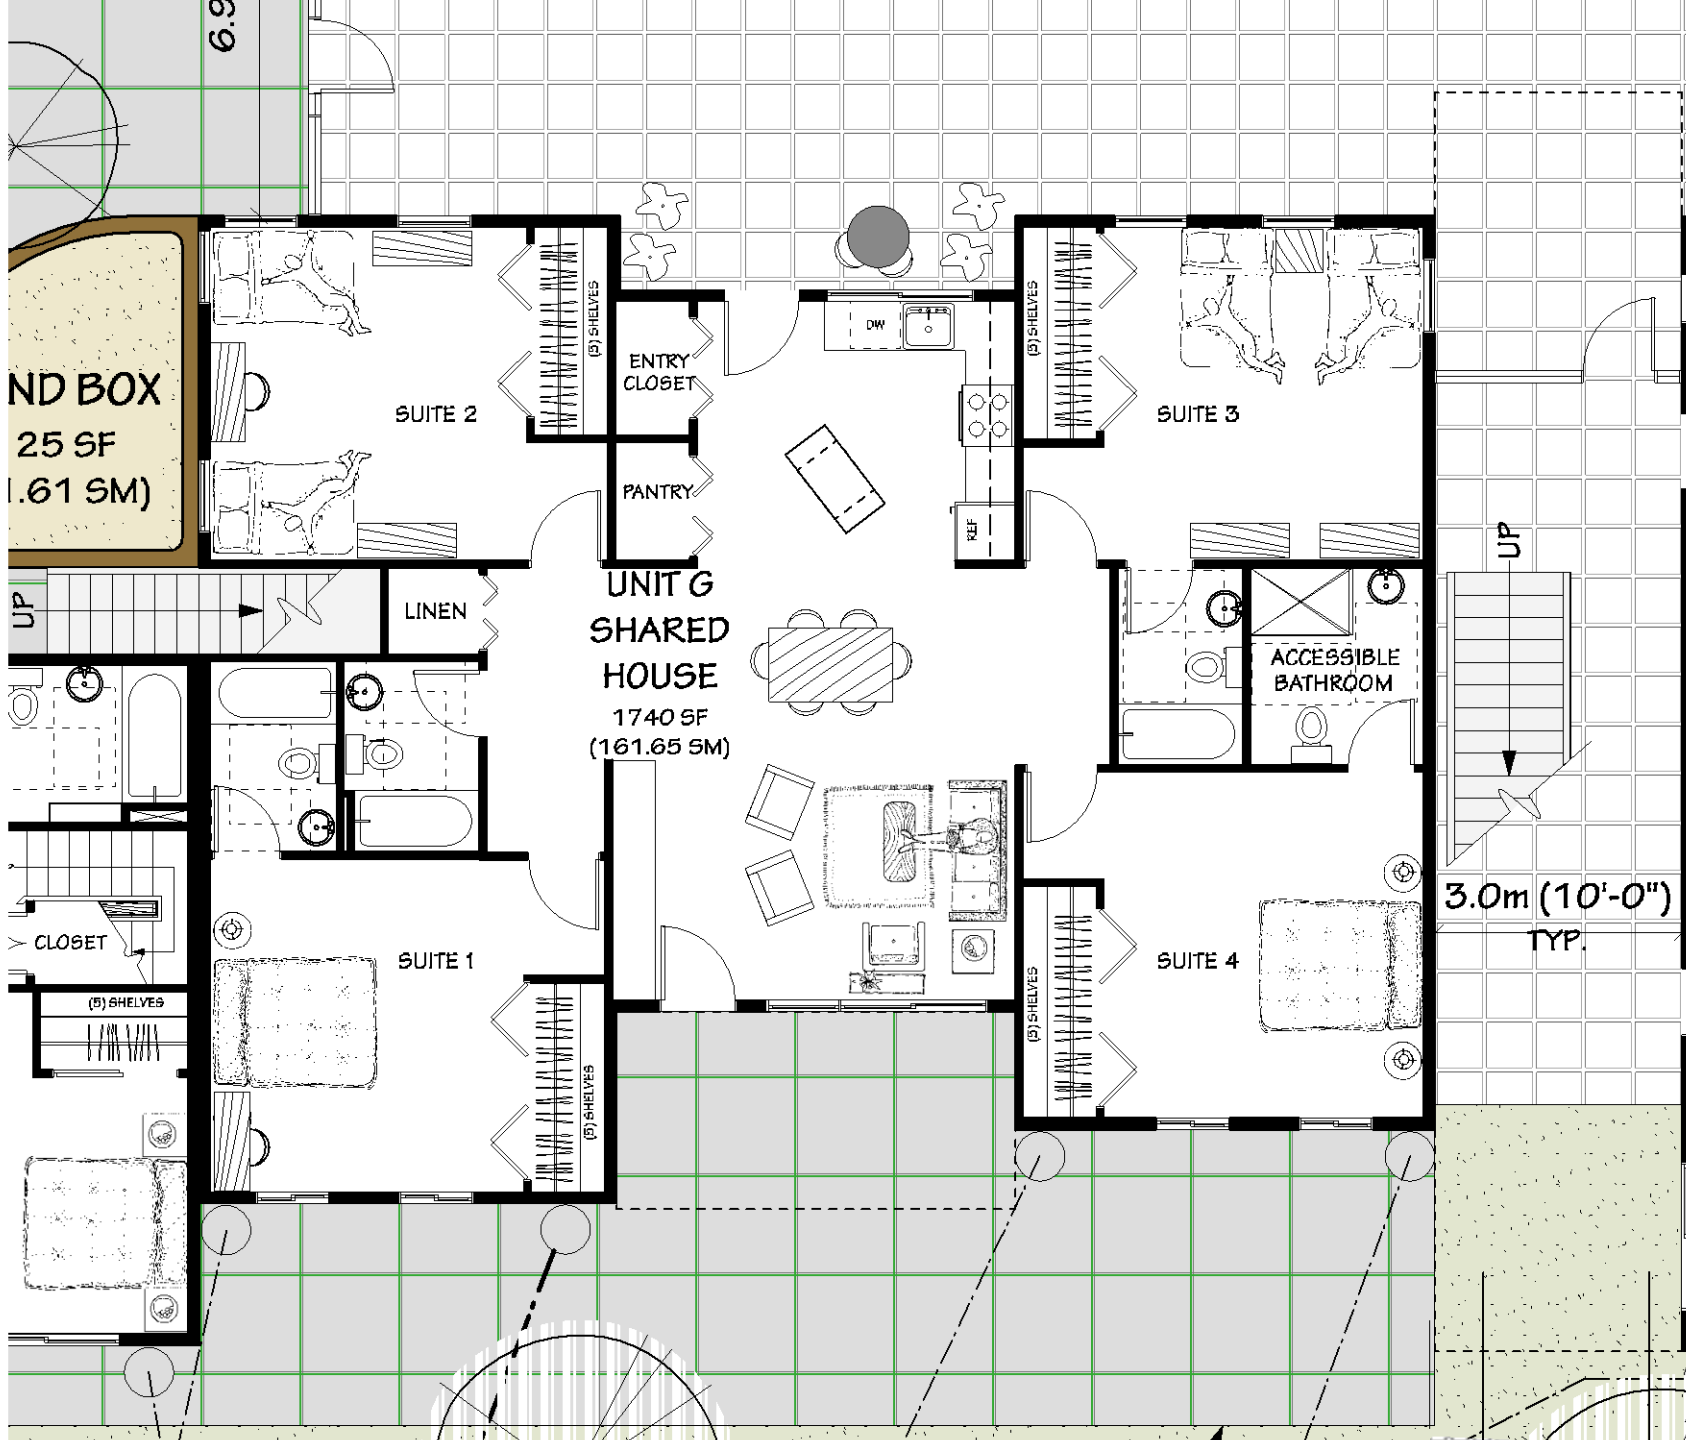 6.9
(5) SHELVES
DW
(5) SHELVES
ENTRY
CLOSET
ND BOX
SUITE 2
SUITE 3
25 SF
1.61 SM)
PANTRY
REF
UP
UNIT G
SHARED
HOUSE
1740 SF
(161.65 SM)
UP
LINEN
ACCESSIBLE
BATHROOM
3.0m (10'-0")
TYP.
CLOSET
SUITE 1
SUITE 4
(5) SHELVES
(5) SHELVES
(5) SHELVES